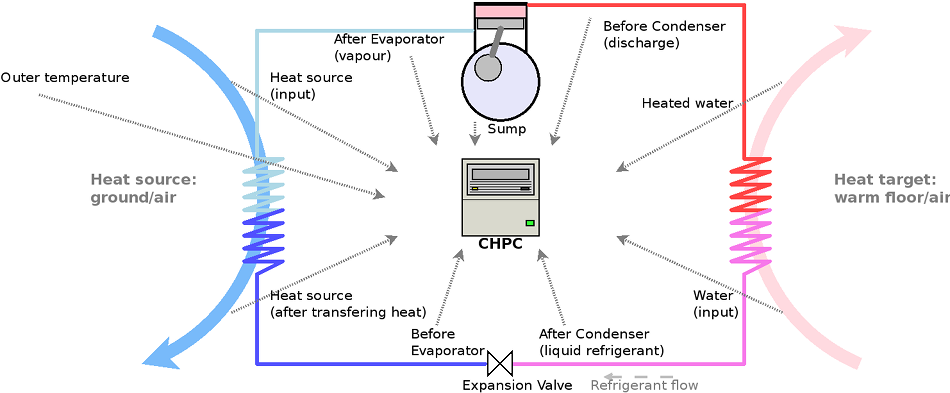 After Evaporator
(vapour)
Before Condenser
(discharge)
Outer temperature
Heat source
(input)
Heated water
Sump
Heat source:
ground/air
Heat target:
warm floor/air
CHPC
Heat source
(after transfering heat)
Water
(input)
Before
Evaporator
After Condenser
(liquid refrigerant)
Expansion Valve
Refrigerant flow